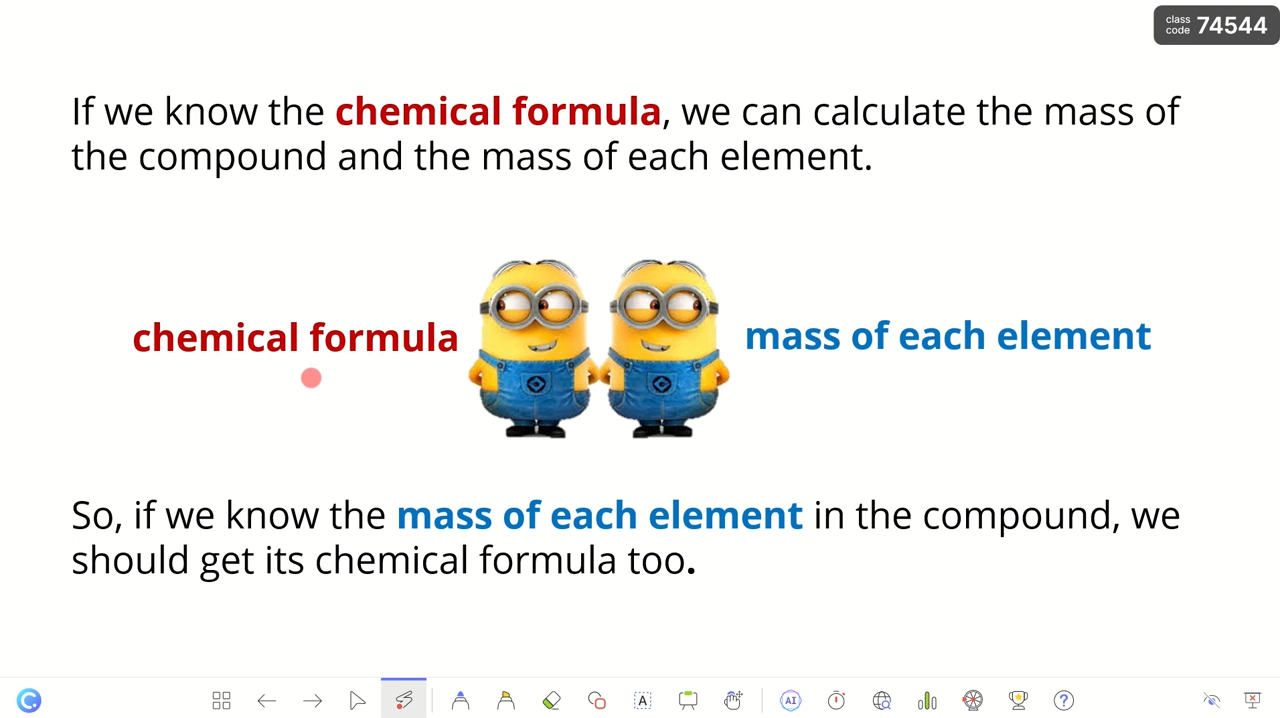 class
code 74544
If we know the chemical formula, we can calculate the mass of
the compound and the mass of each element.
chemical formula
mass of each element
So, if we know the mass of each element in the compound, we
should get its chemical formula too.
A
AI
?